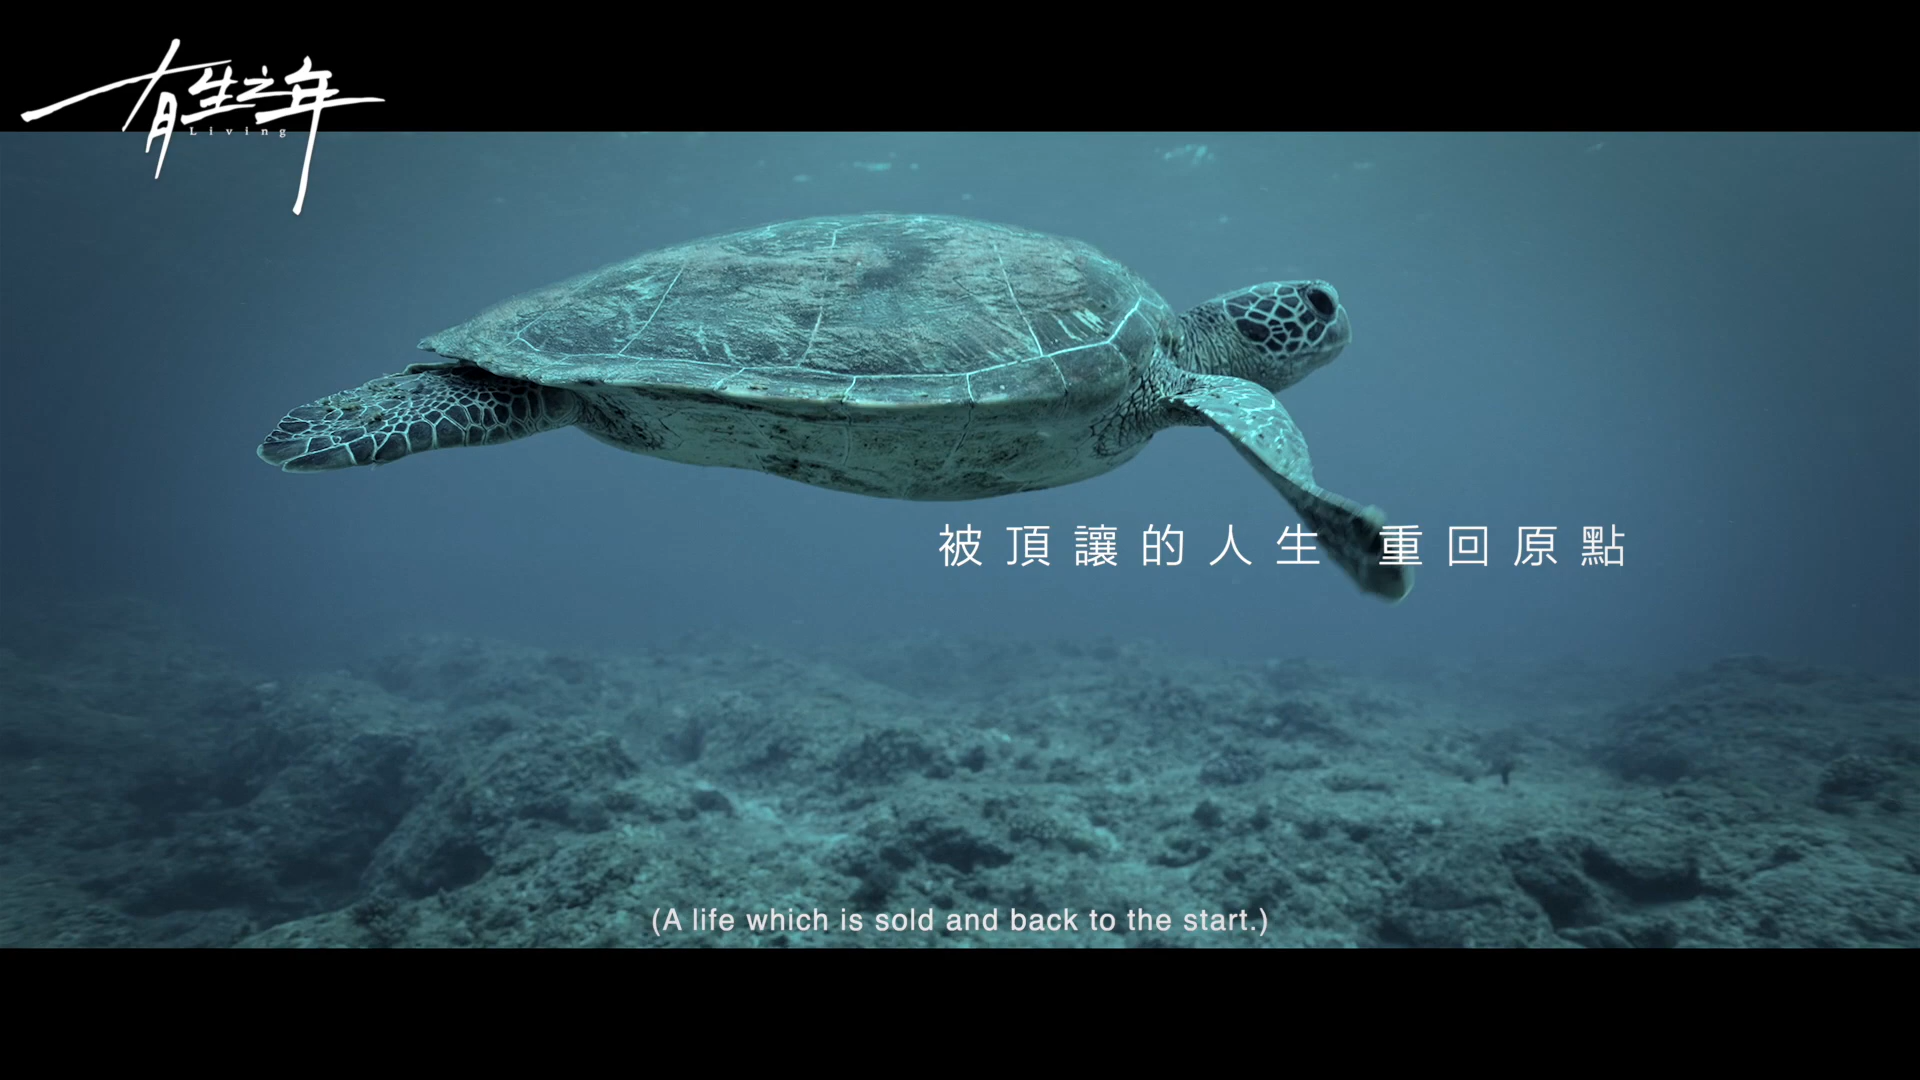 有生之年
Living
被頂讓的人生 重回原點
(A life which is sold and back to the start.)